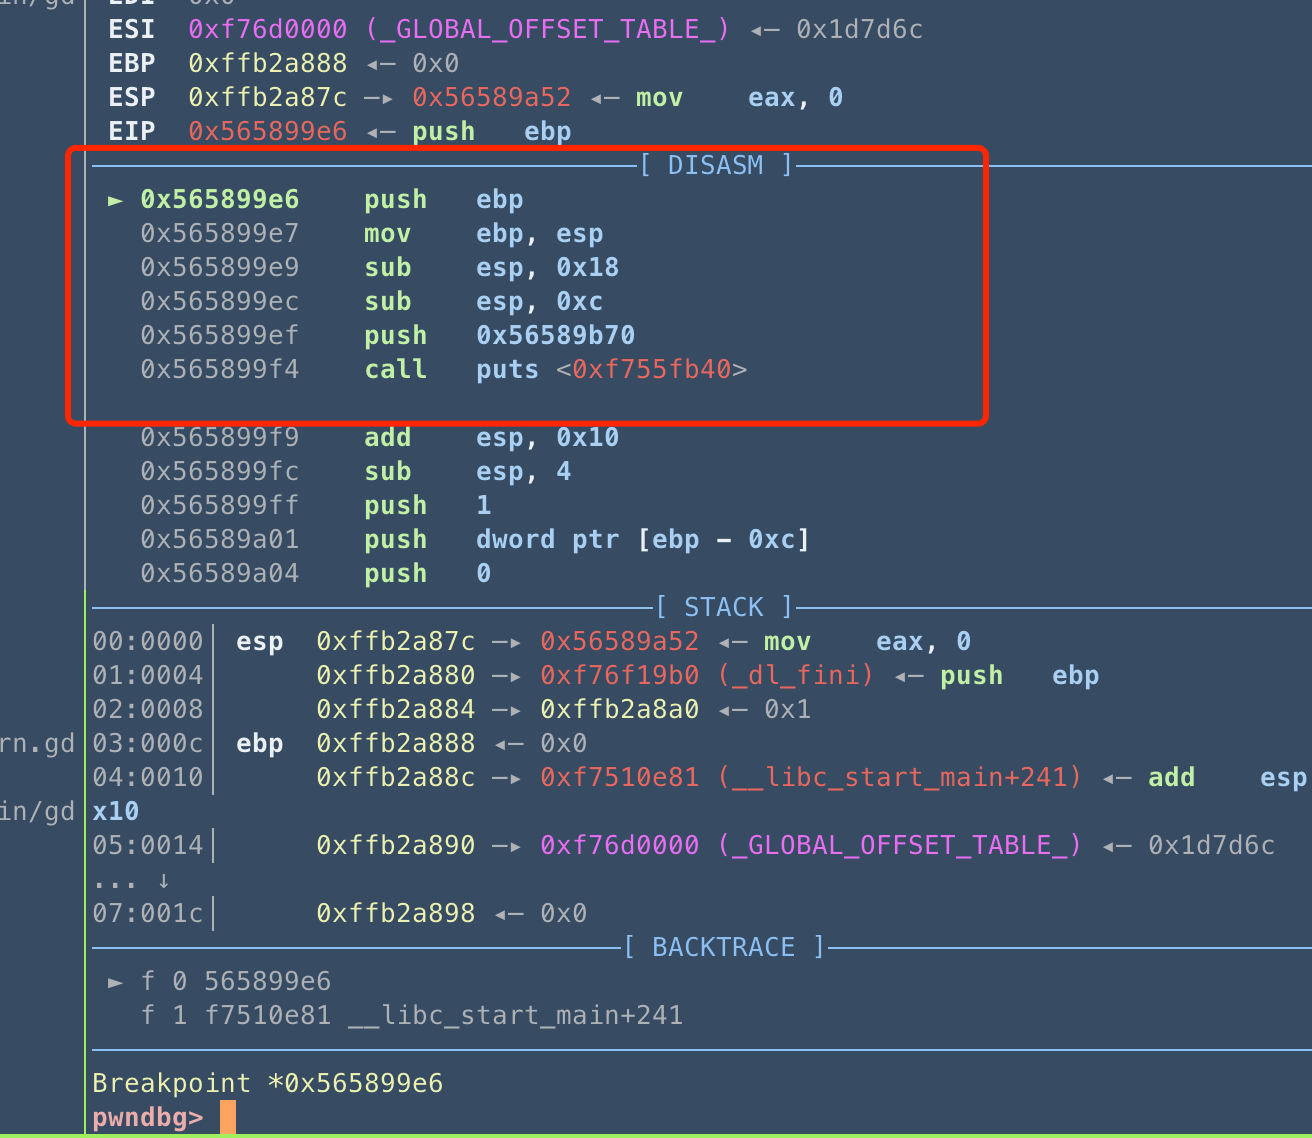 ESI 0xf76d0000 (_GLOBAL_OFFSET_TABLE_) ◂— 0x1d7d6c
EBP 0xffb2a888 ◂— 0x0
ESP 0xffb2a87c —▸ 0x56589a52 ◂— mov eax, 0
EIP 0x565899e6 ◂— push ebp
[ DISASM ]
► 0x565899e6 push ebp
0x565899e7 mov ebp, esp
0x565899e9 sub esp, 0x18
0x565899ec sub esp, 0xc
0x565899ef push 0x56589b70
0x565899f4 call puts <0xf755fb40>
0x565899f9 add esp, 0x10
0x565899fc sub esp, 4
0x565899ff push 1
0x56589a01 push dword ptr [ebp - 0xc]
0x56589a04 push 0
[ STACK ]
00:0000│ esp 0xffb2a87c —▸ 0x56589a52 ◂— mov eax, 0
01:0004│ 0xffb2a880 —▸ 0xf76f19b0 (_dl_fini) ◂— push ebp
02:0008│ 0xffb2a884 —▸ 0xffb2a8a0 ◂— 0x1
rn.gd 03:000c│ ebp 0xffb2a888 ◂— 0x0
04:0010│ 0xffb2a88c —▸ 0xf7510e81 (__libc_start_main+241) ◂— add esp
in/gd x10
05:0014│ 0xffb2a890 —▸ 0xf76d0000 (_GLOBAL_OFFSET_TABLE_) ◂— 0x1d7d6c
... ↓
07:001c│ 0xffb2a898 ◂— 0x0
[ BACKTRACE ]
► f 0 565899e6
f 1 f7510e81 __libc_start_main+241
Breakpoint *0x565899e6
pwndbg>